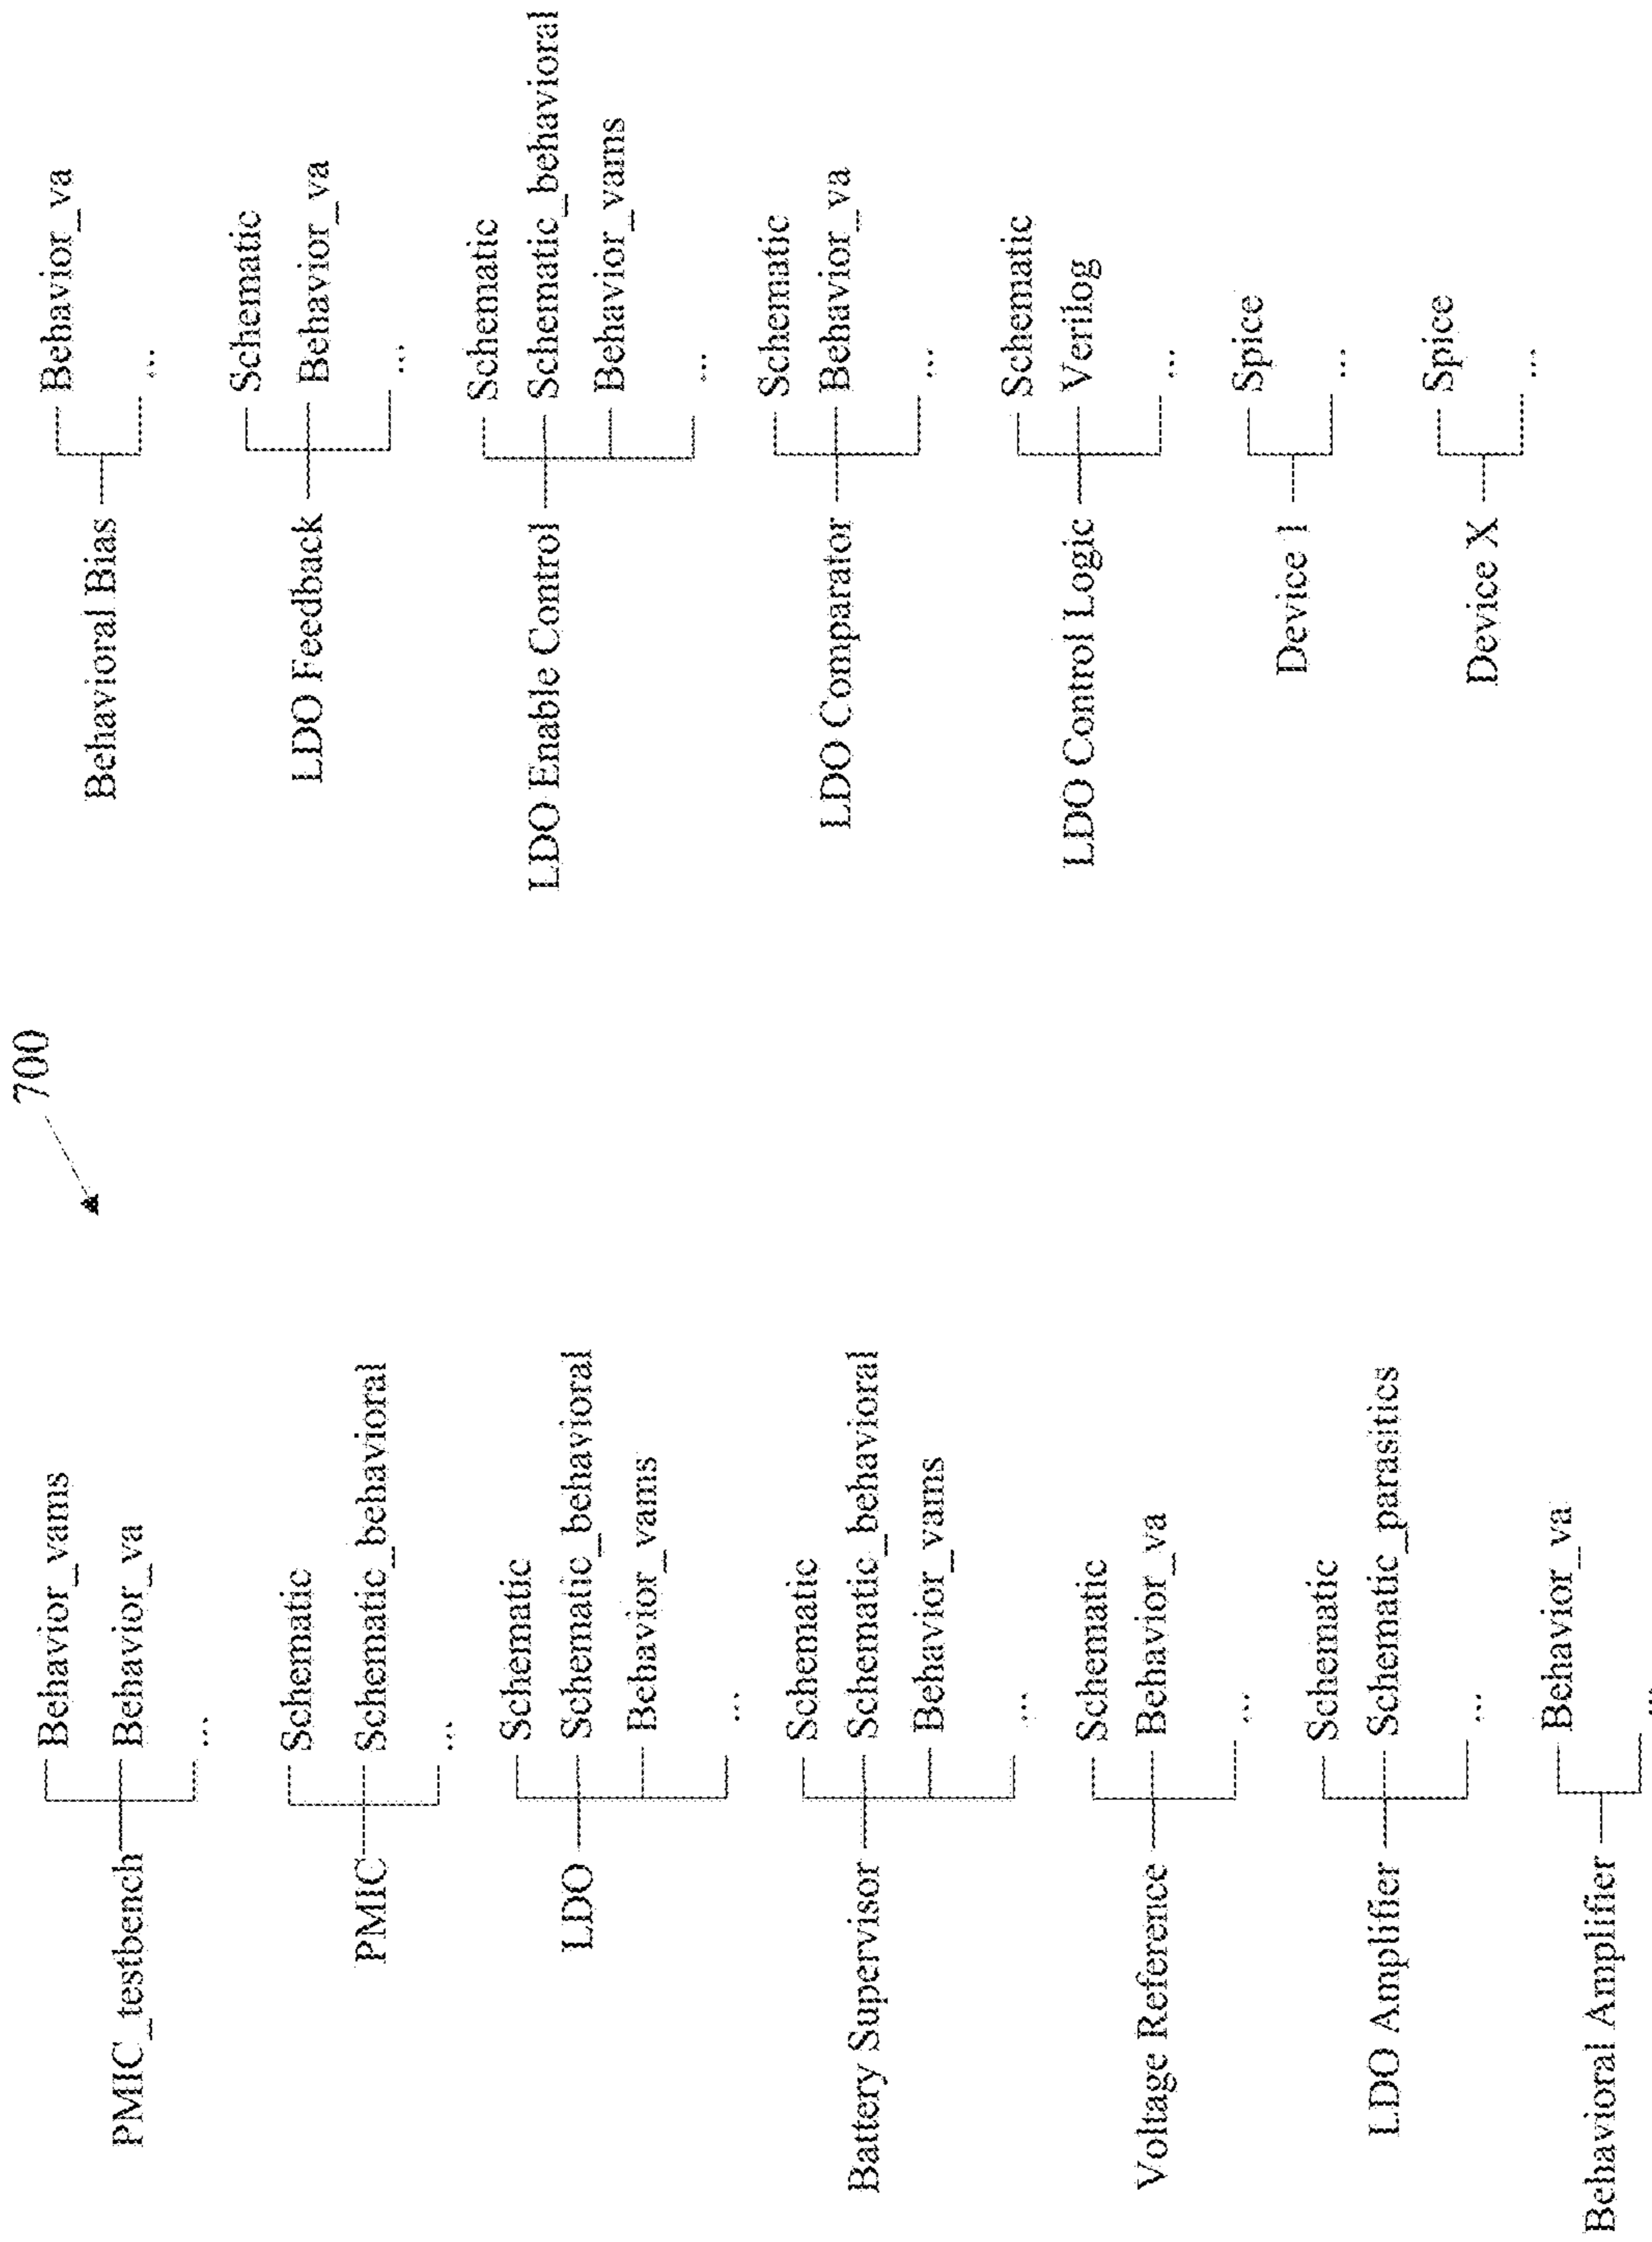 700
PMIC_testbench
Behavior_vams
Behavior_va
...
PMIC
Schematic
Schematic_behavioral
...
LDO
Schematic
Schematic_behavioral
Behavior_vams
...
Battery Supervisor
Schematic
Schematic_behavioral
Behavior_vams
...
Voltage Reference
Schematic
Behavior_va
...
LDO Amplifier
Schematic
Schematic_parasitics
...
Behavioral Amplifier
Behavior_va
...
Behavioral Bias
Behavior_va
...
LDO Feedback
Schematic
Behavior_va
...
LDO Enable Control
Schematic
Schematic_behavioral
Behavior_vams
...
LDO Comparator
Schematic
Behavior_va
...
LDO Control Logic
Schematic
Verilog
...
Device 1
Spice
...
Device X
Spice
...